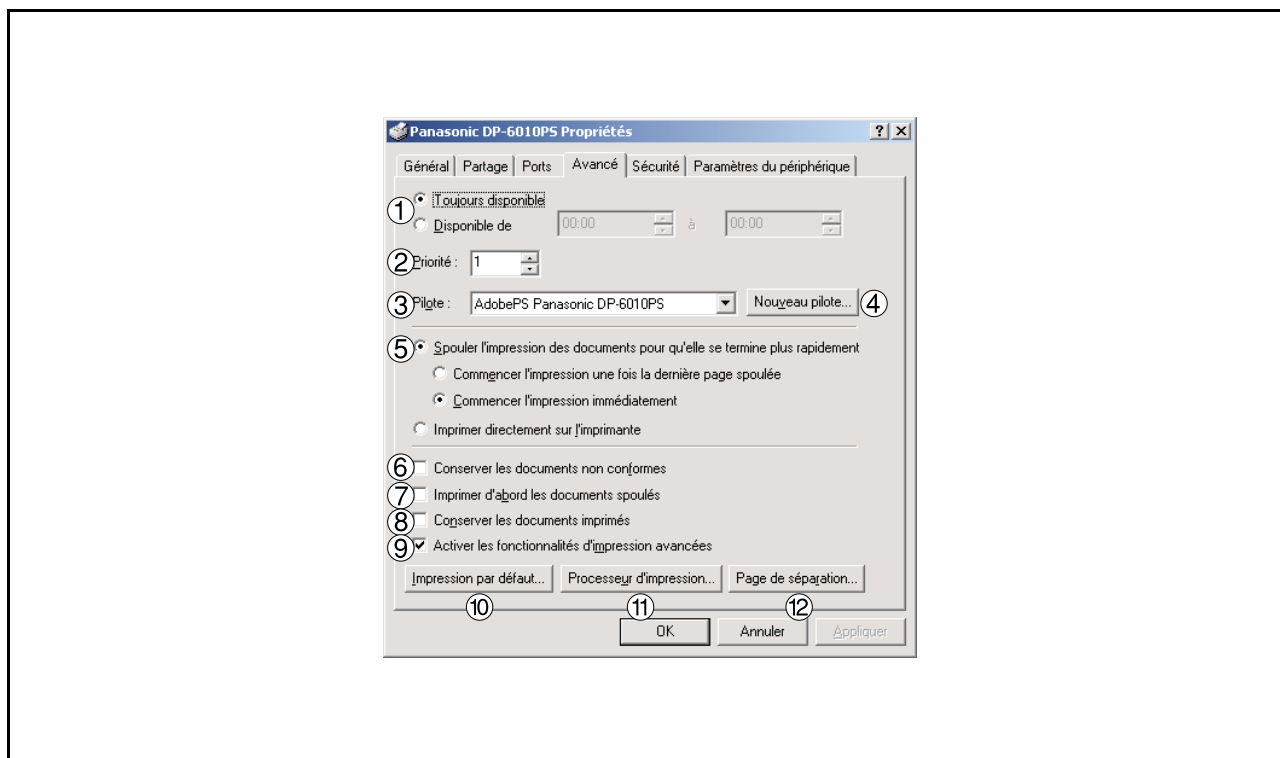 Panasonic DP-6010PS Propriétés
Général Partage Ports Avancé Sécurité Paramètres du périphérique
① Toujours disponible
Disponible de 00:00 à 00:00
② Priorité : 1
③ Pilote : AdobePS Panasonic DP-6010PS Nouveau pilote... ④
⑤ Spouler l'impression des documents pour qu'elle se termine plus rapidement
Commencer l'impression une fois la dernière page spoulée
Commencer l'impression immédiatement
Imprimer directement sur l'imprimante
⑥ Conserver les documents non conformes
⑦ Imprimer d'abord les documents spoulés
⑧ Conserver les documents imprimés
⑨ Activer les fonctionnalités d'impression avancées
Impression par défaut... Processeur d'impression... Page de séparation...
⑩ ⑪ ⑫
OK Annuler Appliquer